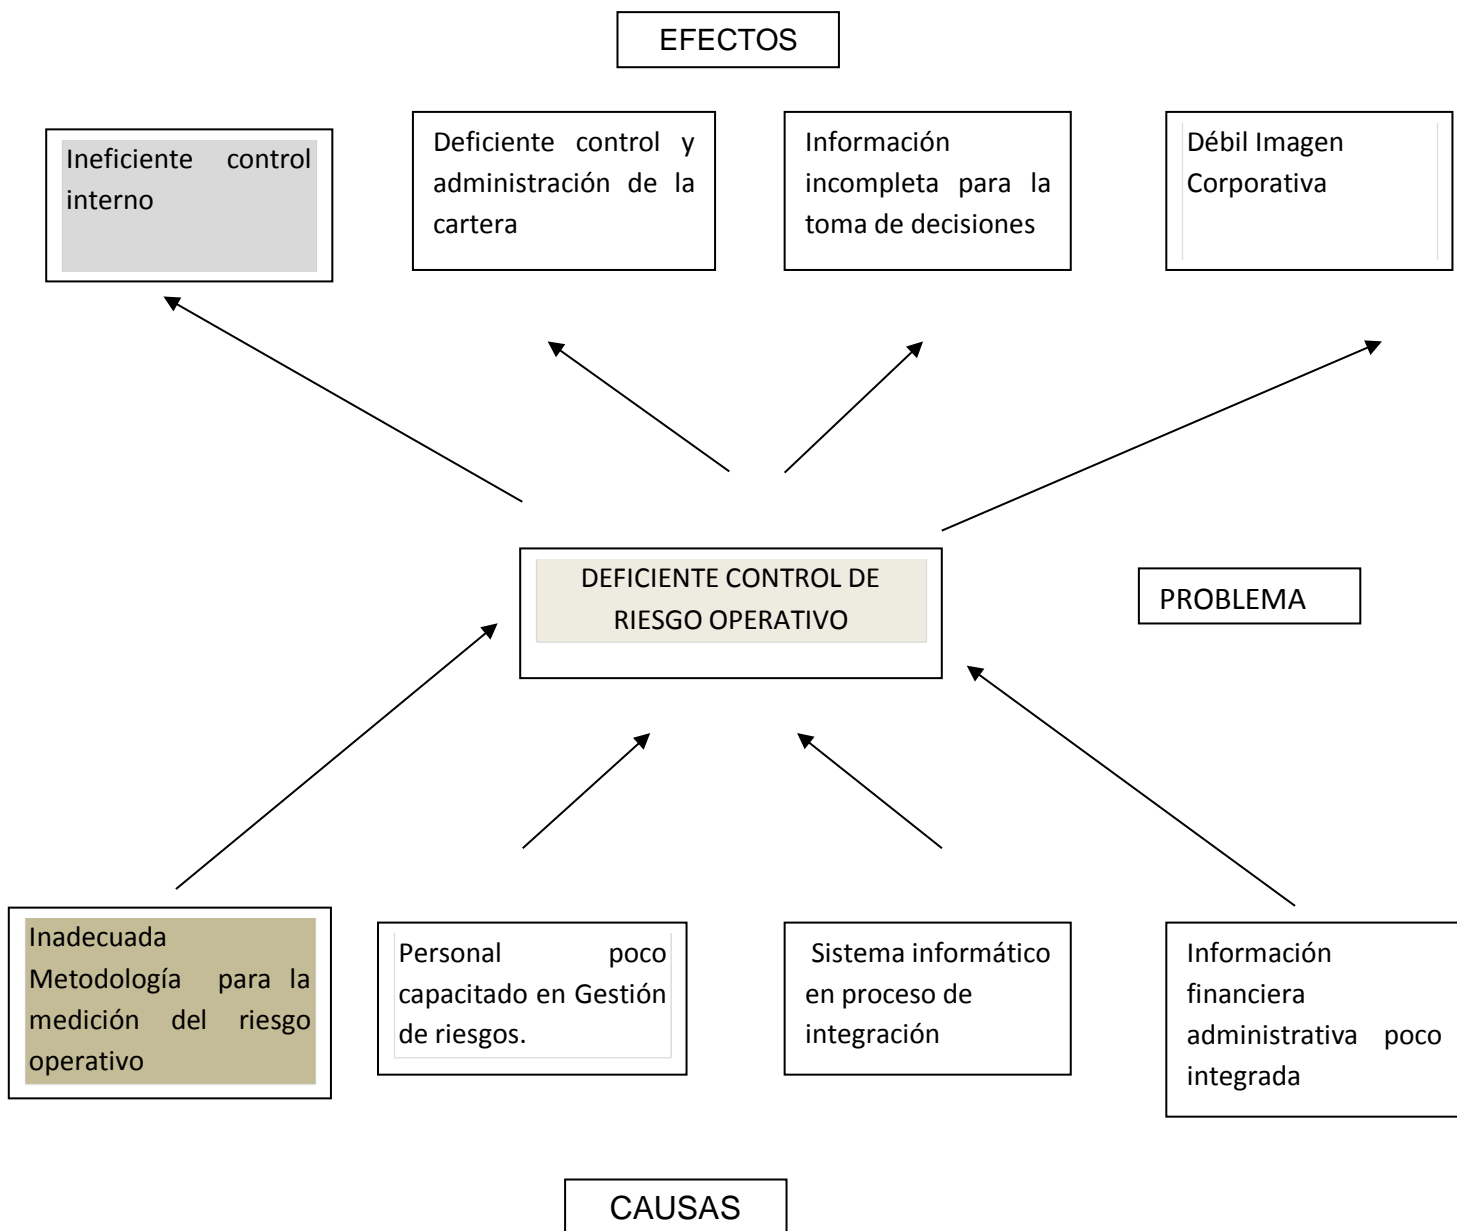 EFECTOS
Ineficiente control
interno
Deficiente control y
administración de la
cartera
Información
incompleta para la
toma de decisiones
Débil Imagen
Corporativa
DEFICIENTE CONTROL DE
RIESGO OPERATIVO
PROBLEMA
Inadecuada
Metodología para la
medición del riesgo
operativo
Personal poco
capacitado en Gestión
de riesgos.
Sistema informático
en proceso de
integración
Información
financiera
administrativa poco
integrada
CAUSAS